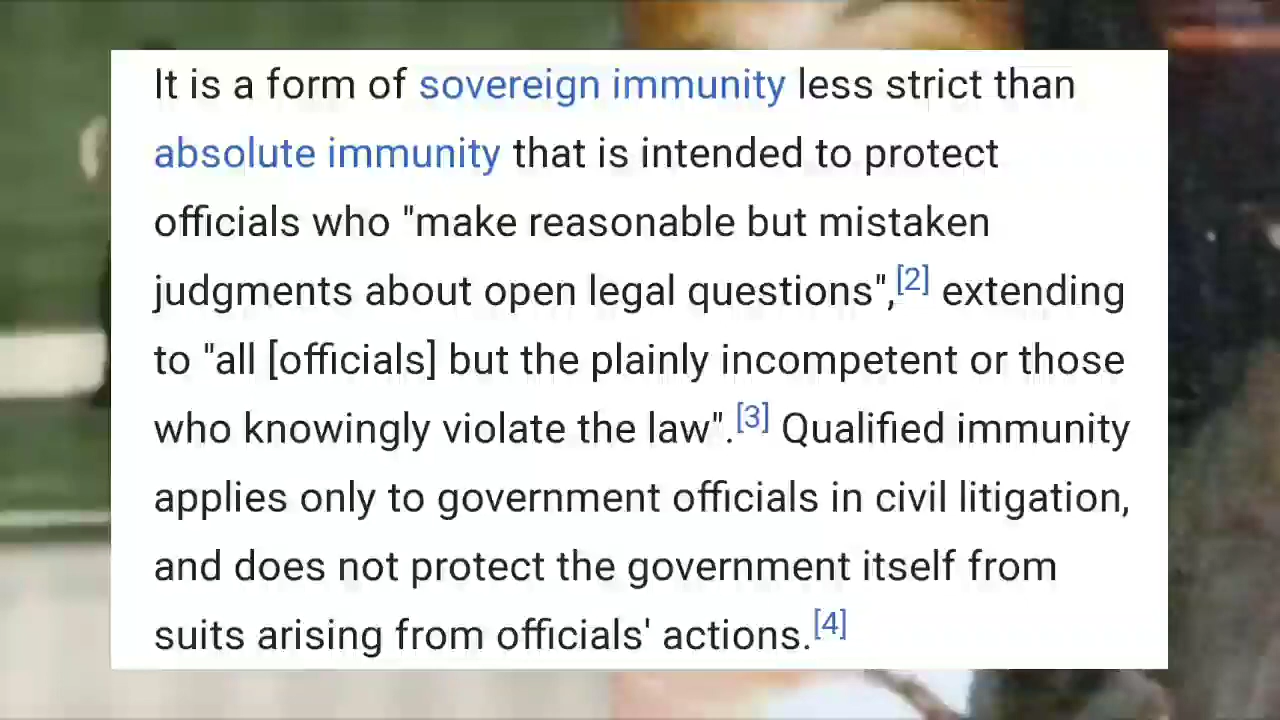 It is a form of sovereign immunity less strict than
absolute immunity that is intended to protect
officials who "make reasonable but mistaken
judgments about open legal questions",[2] extending
to "all [officials] but the plainly incompetent or those
who knowingly violate the law".[3] Qualified immunity
applies only to government officials in civil litigation,
and does not protect the government itself from
suits arising from officials' actions.[4]